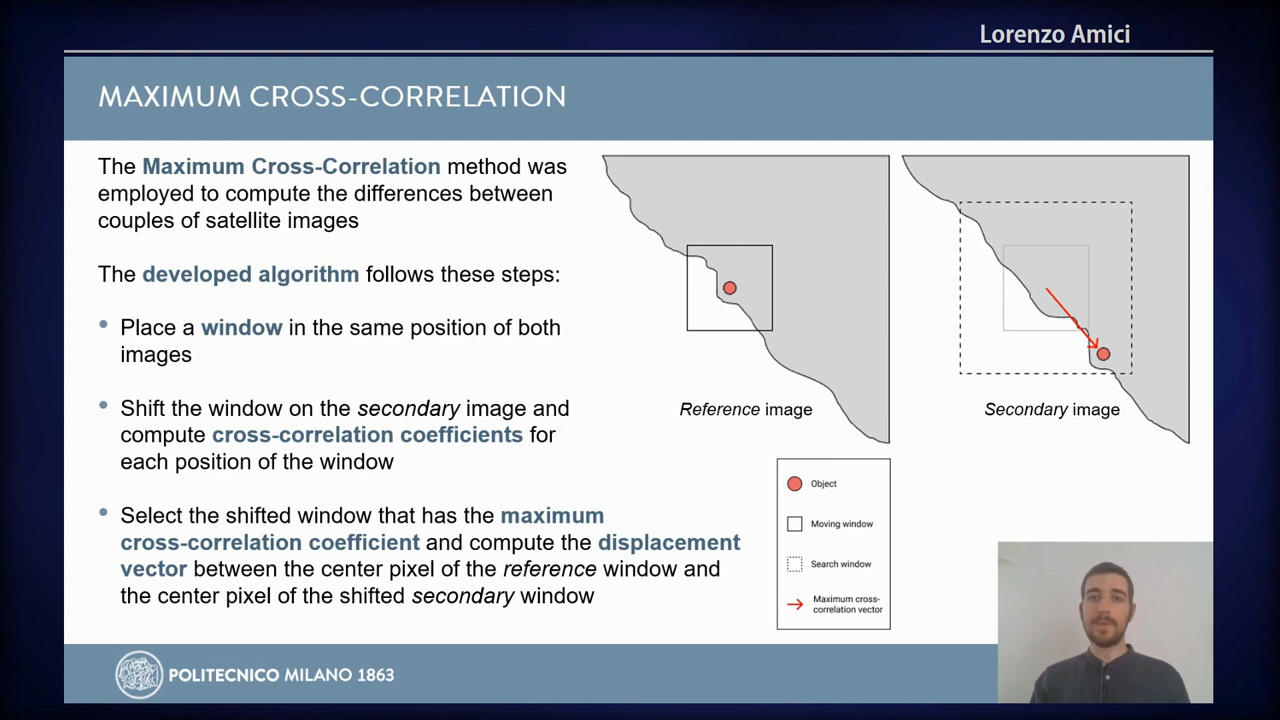 Lorenzo Amici
MAXIMUM CROSS-CORRELATION
The Maximum Cross-Correlation method was
employed to compute the differences between
couples of satellite images
The developed algorithm follows these steps:
• Place a window in the same position of both
images
• Shift the window on the secondary image and
compute cross-correlation coefficients for
each position of the window
• Select the shifted window that has the maximum
cross-correlation coefficient and compute the displacement
vector between the center pixel of the reference window and
the center pixel of the shifted secondary window
Reference image
Secondary image
Object
Moving window
Search window
Maximum cross-
correlation vector
POLITECNICO MILANO 1863